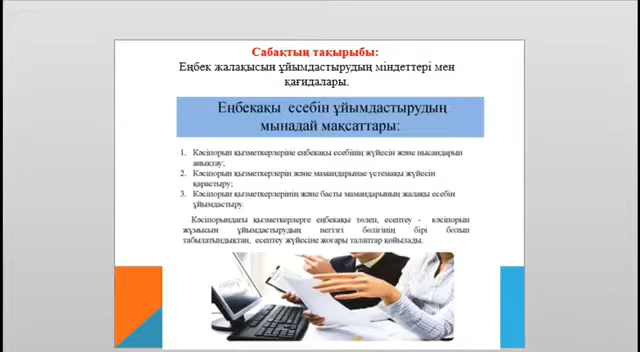 Сабақтың тақырыбы:
Еңбек жалақысын ұйымдастырудың міндеттері мен
қағидалары.
Еңбекақы есебін ұйымдастырудың
мынадай мақсаттары:
1. Кәсіпорын қызметкерлеріне еңбекақы есебінің жүйесін және нысандарын
анықтау;
2. Кәсіпорын қызметкерлерін және мамандарынае үстемақы жүйесін
қарастыру;
3. Кәсіпорын қызметкерлерінің және басты мамандарының жалақы есебін
ұйымдастыру.
Кәсіпорындағы қызметкерлерге еңбекақы төлеп, есептеу - кәсіпорын
жұмысын ұйымдастырудың негізгі бөлігінің бірі болып
табылатындықтан, есептеу жүйесіне жоғары талаптар қойылады.